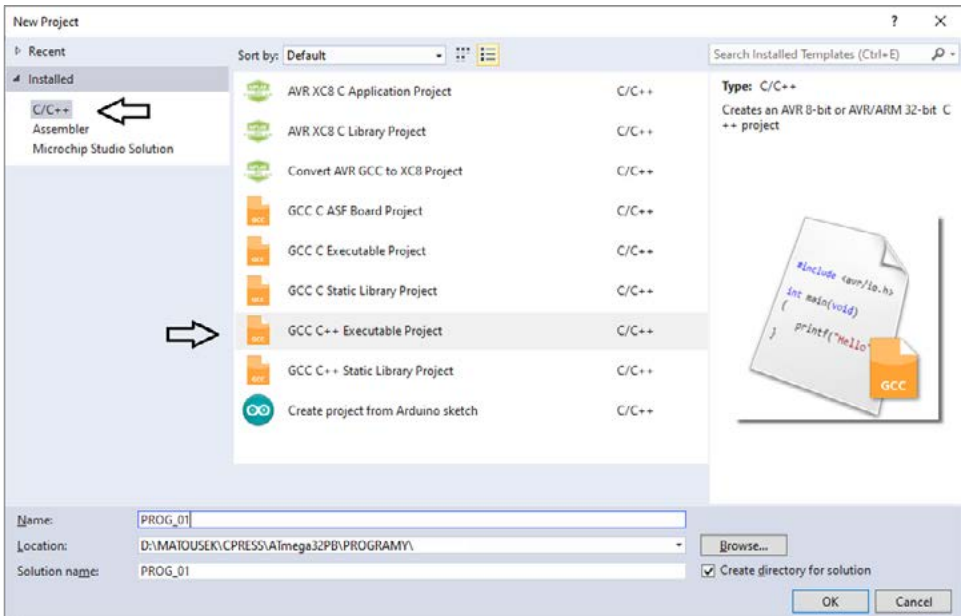 New Project
? ×
Recent
Installed
C/C++
Assembler
Microchip Studio Solution
Sort by: Default
AVR XC8 C Application Project C/C++
AVR XC8 C Library Project C/C++
Convert AVR GCC to XC8 Project C/C++
GCC C ASF Board Project C/C++
GCC C Executable Project C/C++
GCC C Static Library Project C/C++
GCC C++ Executable Project C/C++
GCC C++ Static Library Project C/C++
Create project from Arduino sketch C/C++
Search Installed Templates (Ctrl+E)
Type: C/C++
Creates an AVR 8-bit or AVR/ARM 32-bit C
++ project
#include <avr/io.h>
int main(void)
{
printf("Hello"
}
GCC
Name: PROG_01
Location: D:\MATOUSEK\CPRESS\ATmega32PB\PROGRAMY\
Browse...
Solution name: PROG_01
Create directory for solution
OK Cancel